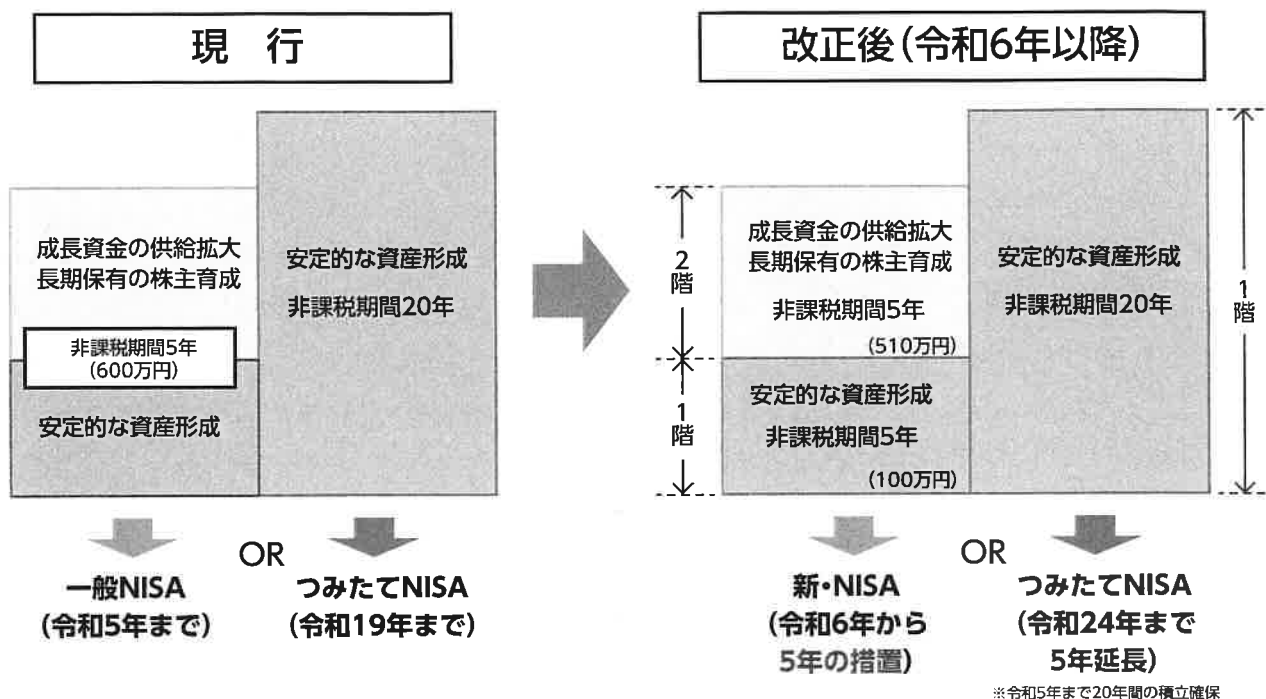 現 行
成長資金の供給拡大
長期保有の株主育成
非課税期間5年
(600万円)
安定的な資産形成
安定的な資産形成
非課税期間20年
一般NISA
(令和5年まで)
OR
つみたてNISA
(令和19年まで)
改正後(令和6年以降)
2階
1階
成長資金の供給拡大
長期保有の株主育成
非課税期間5年
(510万円)
安定的な資産形成
非課税期間5年
(100万円)
安定的な資産形成
非課税期間20年
1階
新・NISA
(令和6年から
5年の措置)
OR
つみたてNISA
(令和24年まで
5年延長)
※令和5年まで20年間の積立確保